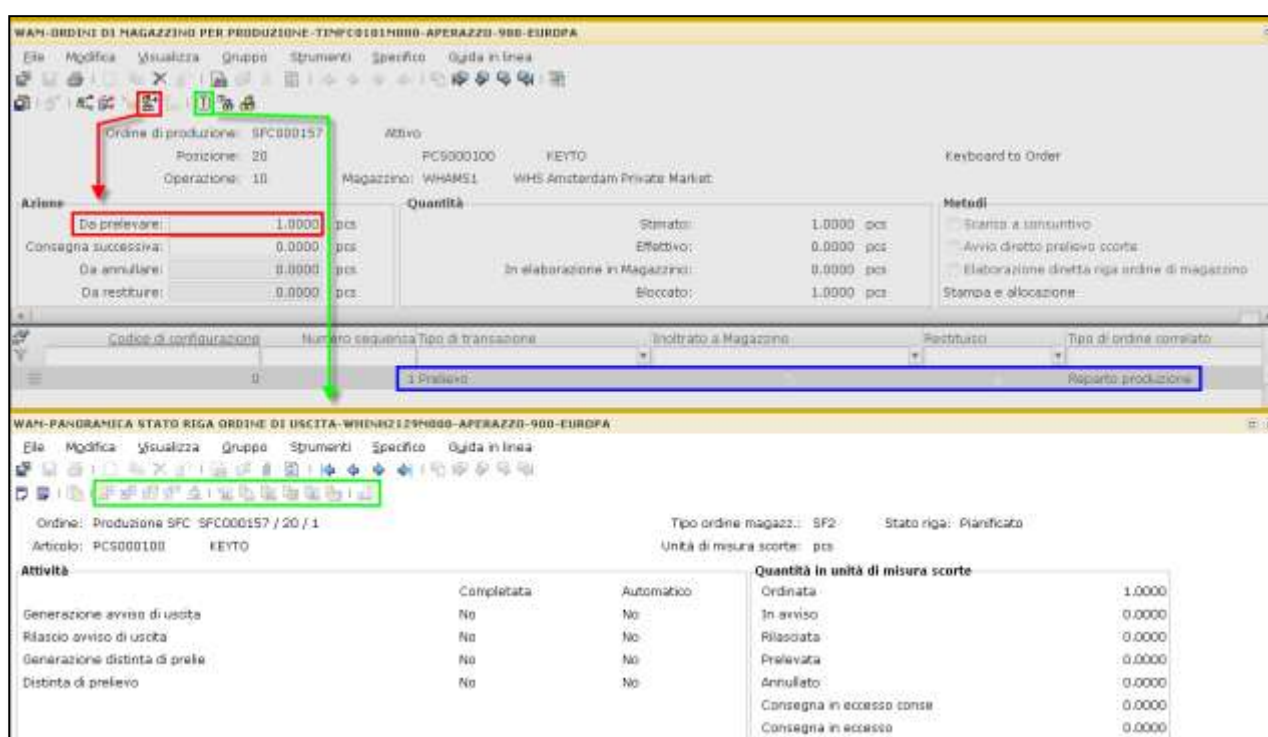 WAM-ORDINI DI MAGAZZINO PER PRODUZIONE-TIMFC0101M000-APERAZZO-900-EUROPA
File Modifica Visualizza Gruppo Strumenti Specifico Guida in linea
Ordine di produzione: SFC000157 Attivo
Posizione: 20 PCS000100 KEYTO Keyboard to Order
Operazione: 10 Magazzino: WHAMS1 WHS Amsterdam Private Market
Azione Quantità Metodi
Da prelevare: 1.0000 pcs Stimato: 1.0000 pcs Scarico a consuntivo
Consegna successiva: 0.0000 pcs Effettivo: 0.0000 pcs Avvio diretto prelievo scorte
Da annullare: 0.0000 pcs In elaborazione in Magazzino: 0.0000 pcs Elaborazione diretta riga ordine di magazzino
Da restituire: 0.0000 pcs Bloccato: 1.0000 pcs Stampa e allocazione
Codice di configurazione Numero sequenza Tipo di transazione Inoltrato a Magazzino Restituisci Tipo di ordine correlato
0 1 Prelievo Reparto produzione
WAM-PANORAMICA STATO RIGA ORDINE DI USCITA-WHINH2129M000-APERAZZO-900-EUROPA
File Modifica Visualizza Gruppo Strumenti Specifico Guida in linea
Ordine: Produzione SFC SFC000157 / 20 / 1 Tipo ordine magazz.: SF2 Stato riga: Pianificato
Articolo: PCS000100 KEYTO Unità di misura scorte: pcs
Attività Quantità in unità di misura scorte
Completata Automatico Ordinata 1.0000
Generazione avviso di uscita No No In avviso 0.0000
Rilascio avviso di uscita No No Rilasciata 0.0000
Generazione distinta di prelie No No Prelevata 0.0000
Distinta di prelievo No No Annullato 0.0000
Consegna in eccesso conse 0.0000
Consegna in eccesso 0.0000